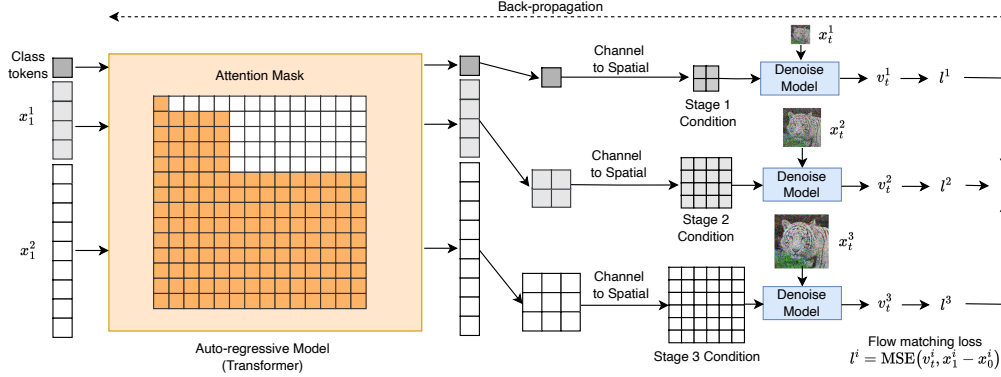 Back-propagation
Class
tokens
x_1^1
x_1^2
Attention Mask
Auto-regressive Model
(Transformer)
Channel
to Spatial
Stage 1
Condition
x_t^1
Denoise
Model
v_t^1
l^1
Channel
to Spatial
Stage 2
Condition
x_t^2
Denoise
Model
v_t^2
l^2
Channel
to Spatial
Stage 3 Condition
x_t^3
Denoise
Model
v_t^3
l^3
Flow matching loss
l^i = MSE(v_t^i, x_1^i − x_0^i)